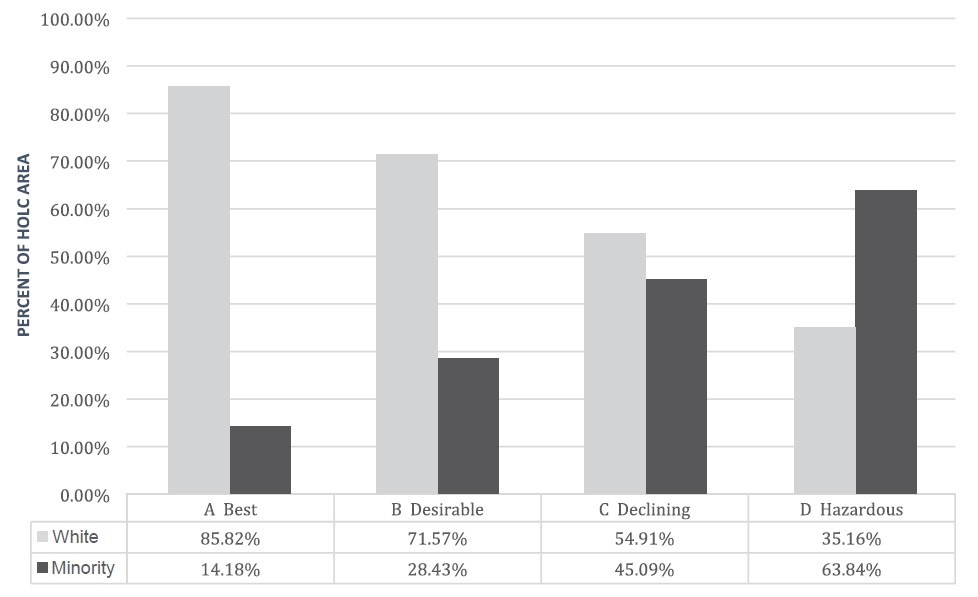 100.00%
90.00%
80.00%
70.00%
60.00%
50.00%
40.00%
30.00%
20.00%
10.00%
0.00%
PERCENT OF HOLC AREA
A Best B Desirable C Declining D Hazardous
White 85.82% 71.57% 54.91% 35.16%
Minority 14.18% 28.43% 45.09% 63.84%